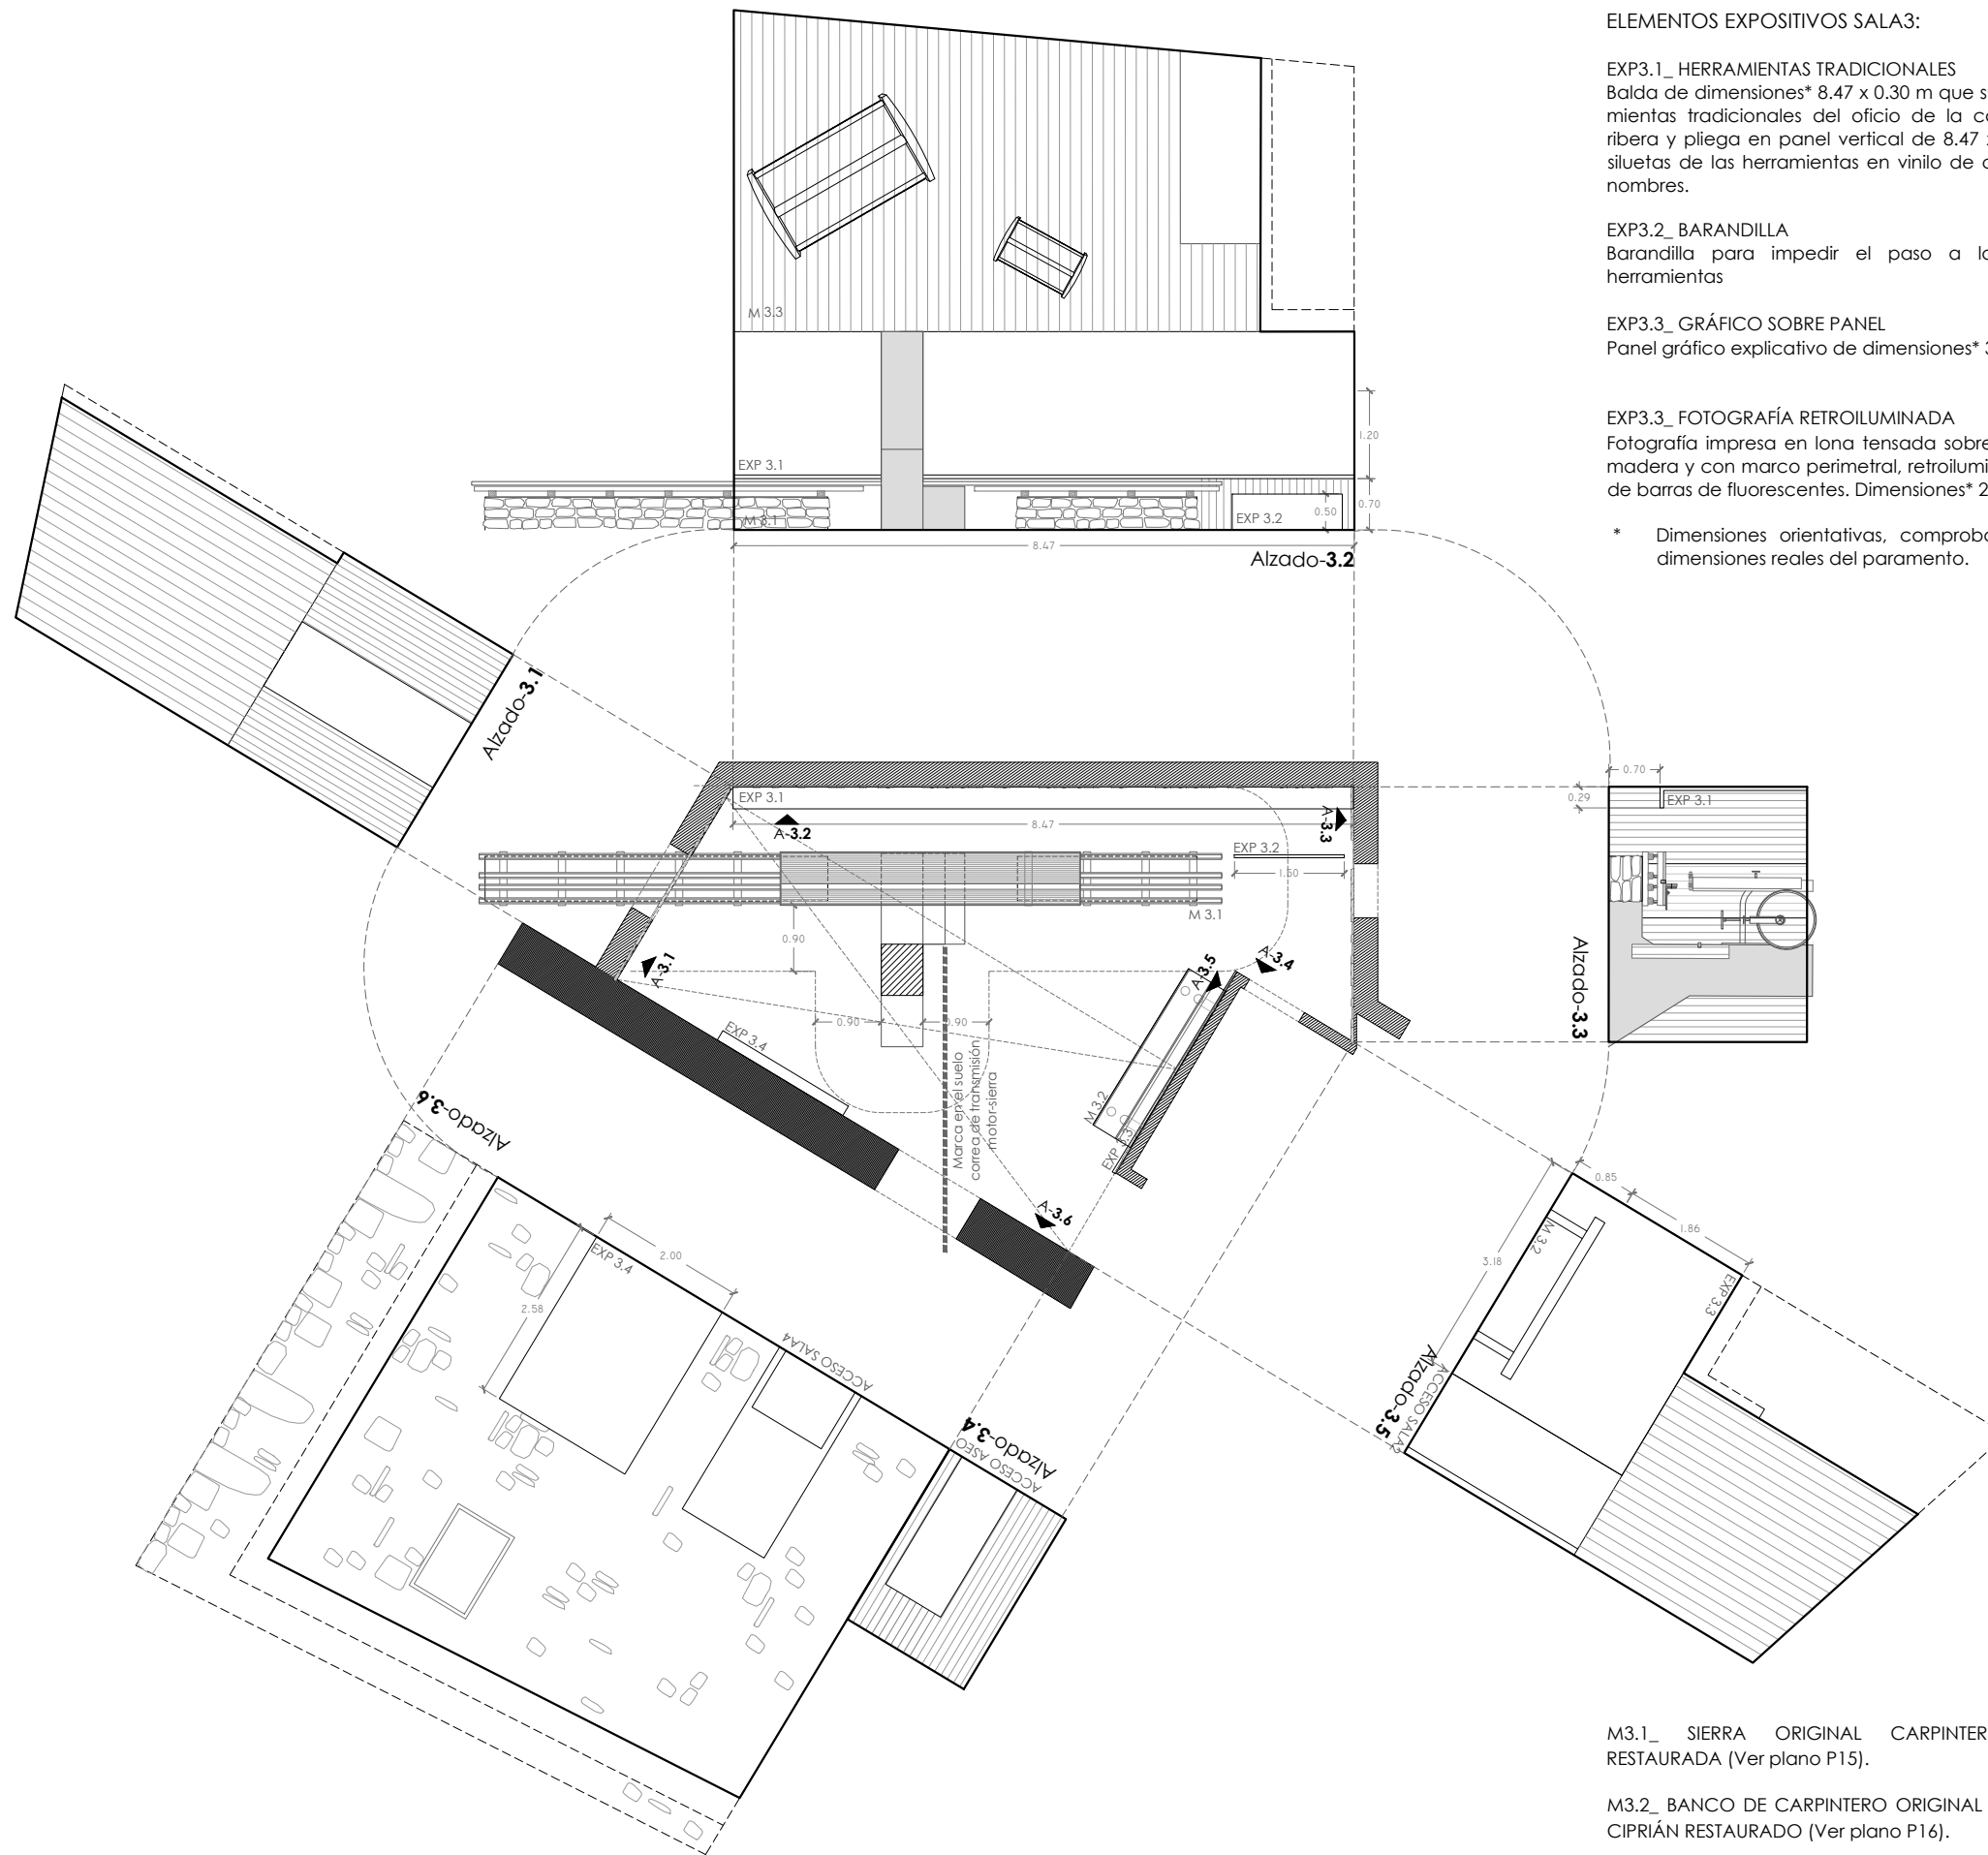 ELEMENTOS EXPOSITIVOS SALA3:
EXP3.1_ HERRAMIENTAS TRADICIONALES
Balda de dimensiones* 8.47 x 0.30 m que
mientas tradicionales del oficio de la
ribera y pliega en panel vertical de 8.47
siluetas de las herramientas en vinilo de
nombres.
EXP3.2_ BARANDILLA
Barandilla para impedir el paso a
herramientas
EXP3.3_ GRÁFICO SOBRE PANEL
Panel gráfico explicativo de dimensiones*
EXP3.3_ FOTOGRAFÍA RETROILUMINADA
Fotografía impresa en lona tensada sobre
madera y con marco perimetral,
de barras de fluorescentes. Dimensiones*
* Dimensiones orientativas,
dimensiones reales del paramento.
M 3.3
EXP 3.1
M 3.1
EXP 3.2
1.20
0.70
0.50
8.47
Alzado-3.2
Alzado-3.1
EXP 3.1
A-3.2
8.47
A-3.3
EXP 3.2
1.50
M 3.1
0.90
A-3.1
A-3.5
A-3.4
0.90
0.90
EXP 3.4
Marca en el suelo
correa de transmisión
motor-sierra
M 3.2
EXP 3.3
A-3.6
0.70
0.29
EXP 3.1
Alzado-3.3
Alzado-3.6
EXP 3.4
2.00
2.58
ACCESO SALA4
Alzado-3.4
ACCESO ASEO
0.85
1.86
3.18
M 3.2
EXP 3.3
Alzado-3.5
M3.1_ SIERRA ORIGINAL
RESTAURADA (Ver plano P15).
M3.2_ BANCO DE CARPINTERO ORIGINAL
CIPRIÁN RESTAURADO (Ver plano P16).